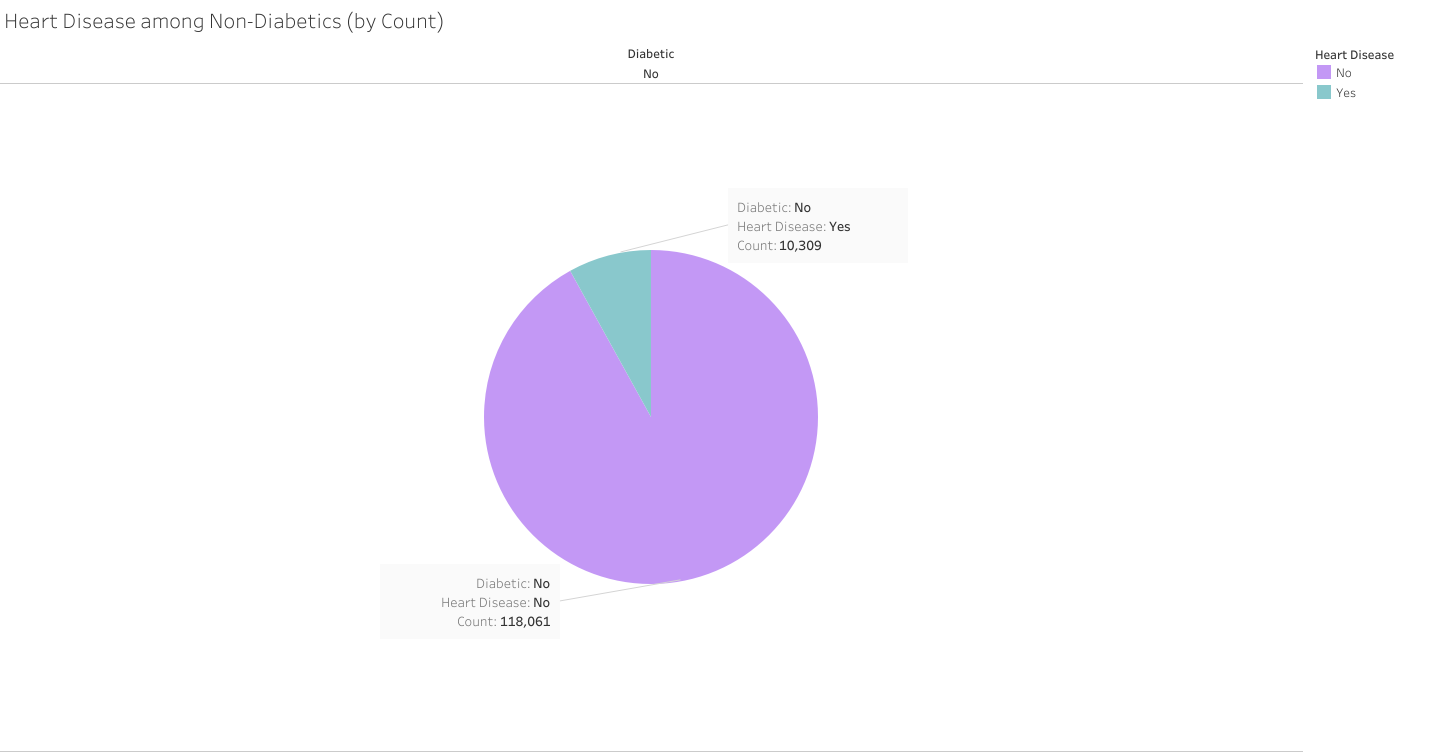 Heart Disease among Non-Diabetics (by Count)
Diabetic
No
Heart Disease
No
Yes
Diabetic: No
Heart Disease: Yes
Count: 10,309
Diabetic: No
Heart Disease: No
Count: 118,061